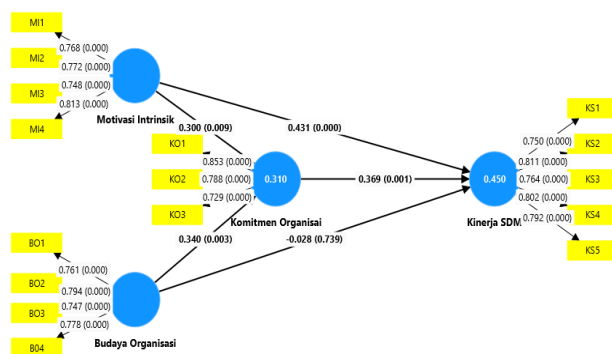 MI1
0.768 (0.000)
MI2
0.772 (0.000)
MI3
0.748 (0.000)
0.813 (0.000)
MI4
Motivasi Intrinsik
0.300 (0.009)
0.431 (0.000)
KO1
0.853 (0.000)
KO2
0.788 (0.000)
0.310
0.729 (0.000)
KO3
Komitmen Organisai
0.369 (0.001)
KS1
0.750 (0.000)
KS2
0.811 (0.000)
0.450
0.764 (0.000)
KS3
0.802 (0.000)
KS4
0.792 (0.000)
KS5
Kinerja SDM
0.340 (0.003)
-0.028 (0.739)
BO1
0.761 (0.000)
BO2
0.794 (0.000)
BO3
0.747 (0.000)
0.778 (0.000)
B04
Budaya Organisasi